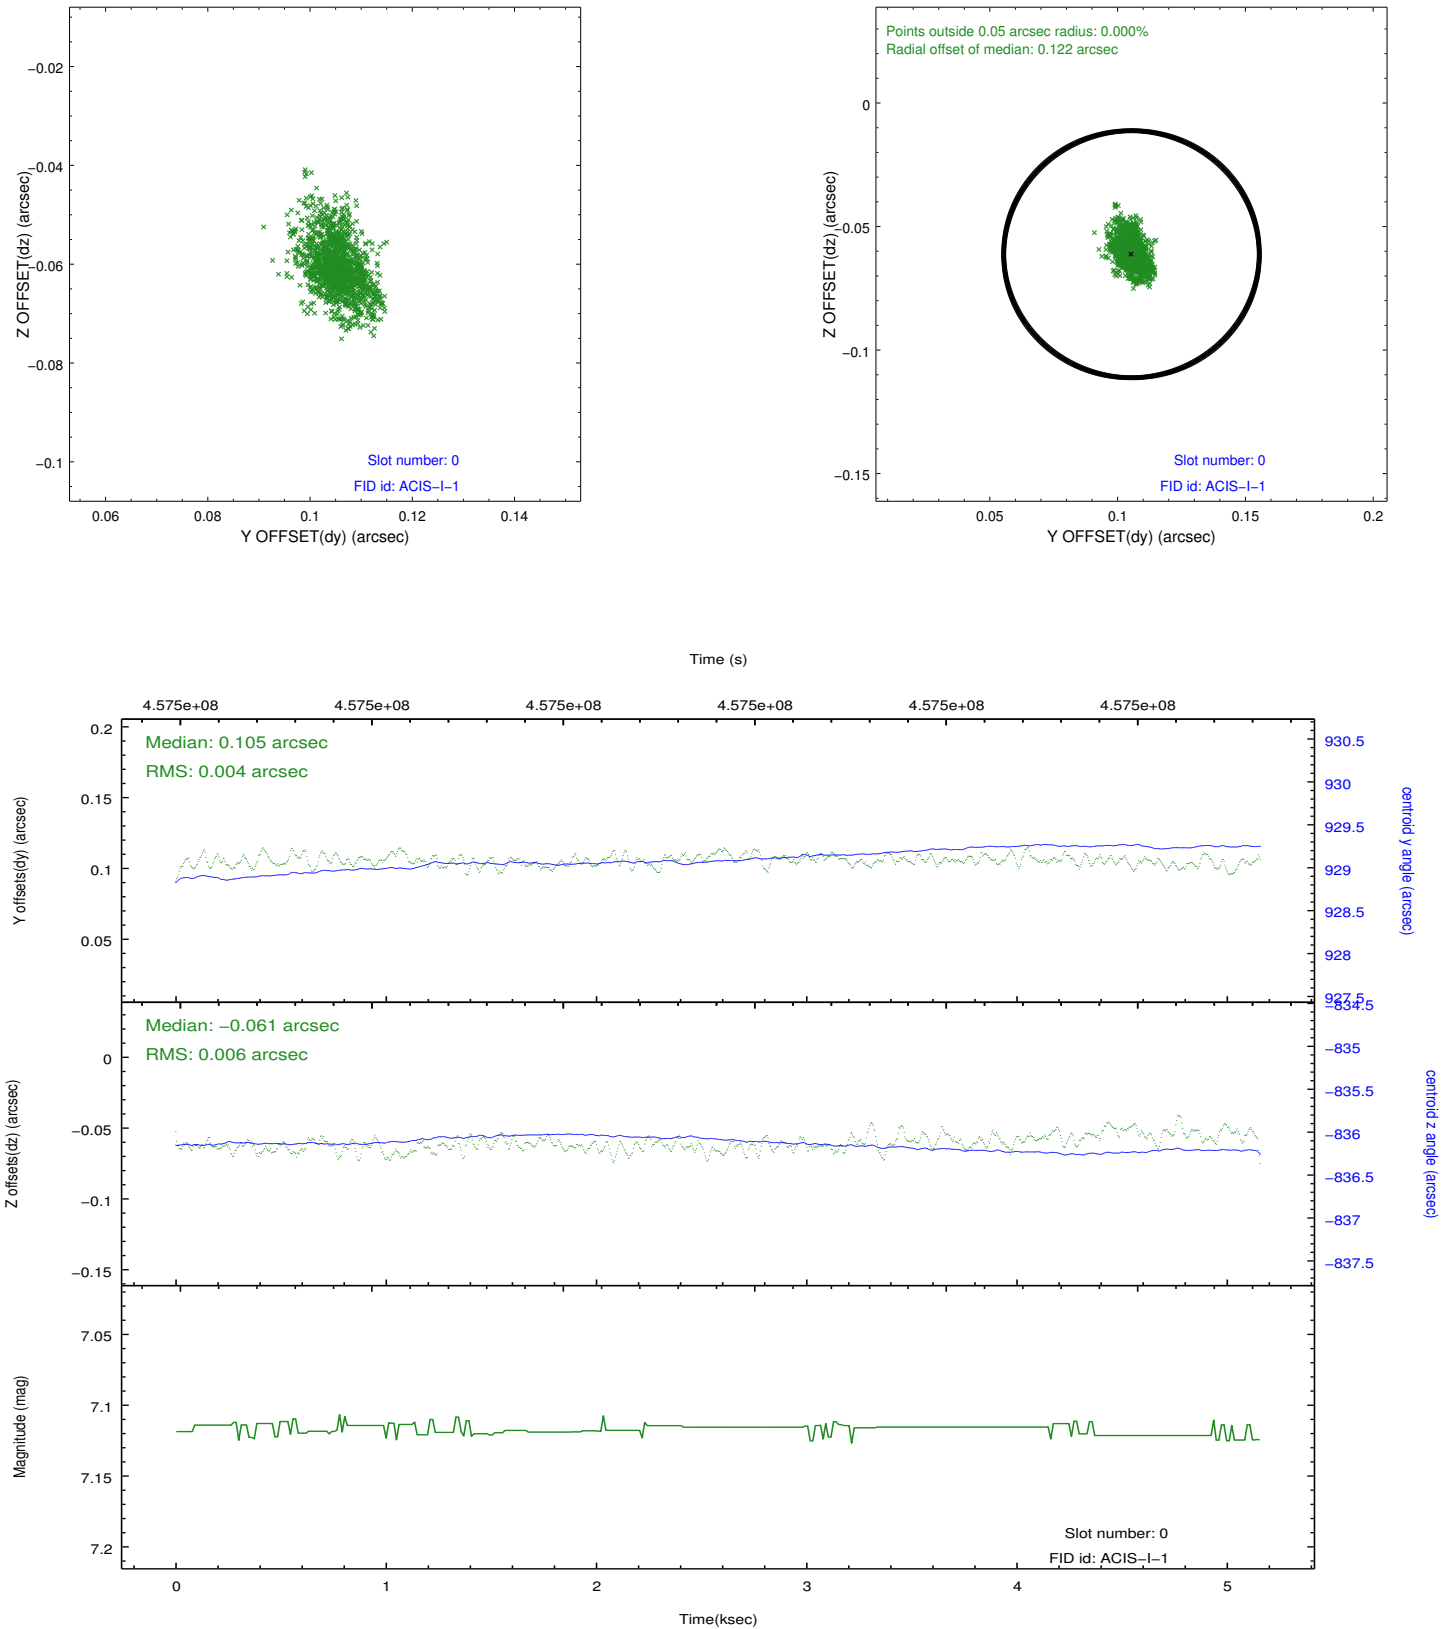 −0.02
−0.04
−0.06
−0.08
−0.1
Z OFFSET(dz) (arcsec)
Slot number: 0
FID id: ACIS−I−1
0.06 0.08 0.1 0.12 0.14
Y OFFSET(dy) (arcsec)
Points outside 0.05 arcsec radius: 0.000%
Radial offset of median: 0.122 arcsec
0
−0.05
−0.1
−0.15
Z OFFSET(dz) (arcsec)
Slot number: 0
FID id: ACIS−I−1
0.05 0.1 0.15 0.2
Y OFFSET(dy) (arcsec)
Time (s)
4.575e+08 4.575e+08 4.575e+08 4.575e+08 4.575e+08 4.575e+08
Median: 0.105 arcsec
RMS: 0.004 arcsec
0.2
0.15
0.1
0.05
Y offsets(dy) (arcsec)
930.5
930
929.5
929
928.5
928
927.5
centroid y angle (arcsec)
Median: −0.061 arcsec
RMS: 0.006 arcsec
0
−0.05
−0.1
−0.15
Z offsets(dz) (arcsec)
−834.5
−835
−835.5
−836
−836.5
−837
−837.5
centroid z angle (arcsec)
7.05
7.1
7.15
7.2
Magnitude (mag)
Slot number: 0
FID id: ACIS−I−1
0 1 2 3 4 5
Time(ksec)